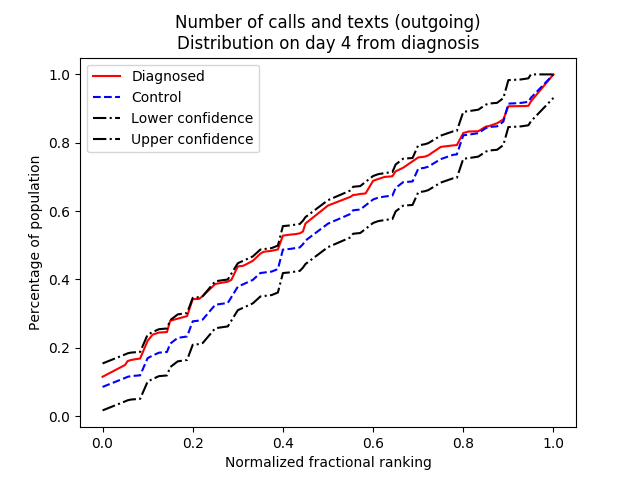 Number of calls and texts (outgoing)
Distribution on day 4 from diagnosis
Diagnosed
Control
Lower confidence
Upper confidence
Percentage of population
1.0
0.8
0.6
0.4
0.2
0.0
0.0 0.2 0.4 0.6 0.8 1.0
Normalized fractional ranking